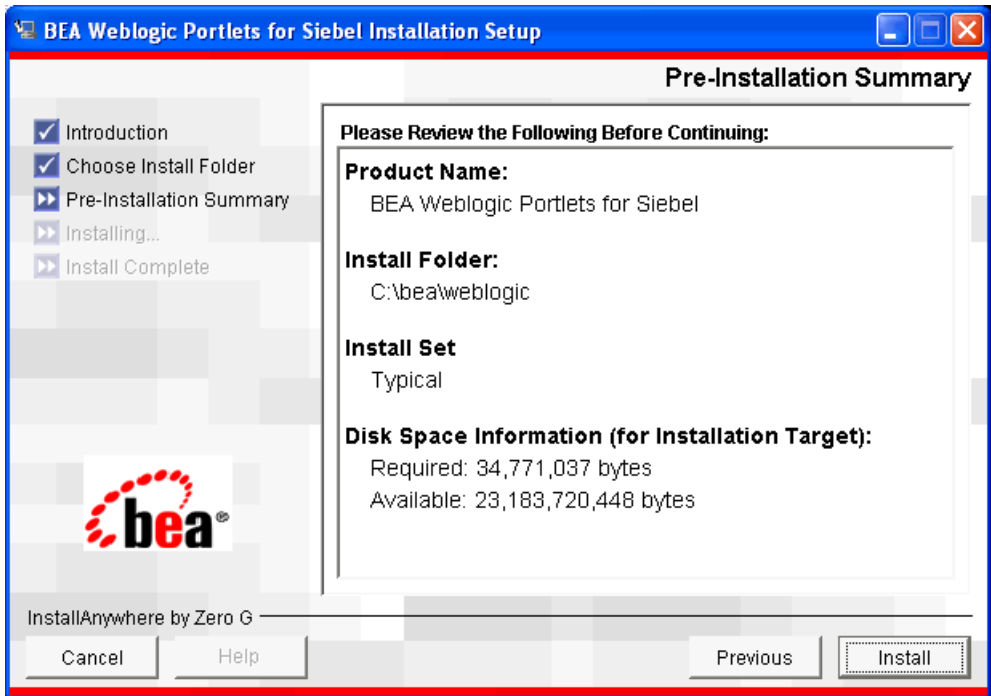 BEA Weblogic Portlets for Siebel Installation Setup
Pre-Installation Summary
Introduction
Choose Install Folder
Pre-Installation Summary
Installing...
Install Complete
Please Review the Following Before Continuing:
Product Name:
BEA Weblogic Portlets for Siebel
Install Folder:
C:\bea\weblogic
Install Set
Typical
Disk Space Information (for Installation Target):
Required: 34,771,037 bytes
Available: 23,183,720,448 bytes
bea®
InstallAnywhere by Zero G
Cancel
Help
Previous
Install